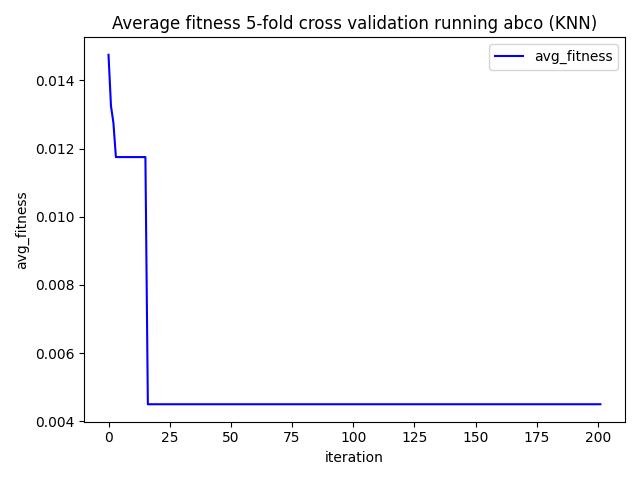 Average fitness 5-fold cross validation running abco (KNN)
avg_fitness
0.014
0.012
0.010
0.008
0.006
0.004
avg_fitness
0 25 50 75 100 125 150 175 200
iteration